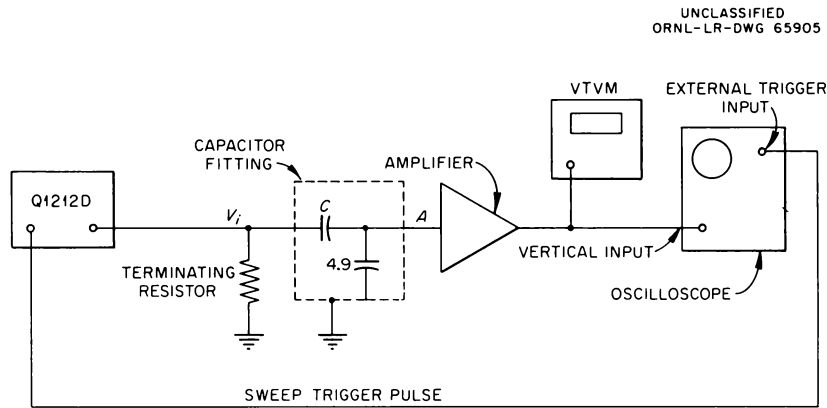 UNCLASSIFIED
ORNL-LR-DWG 65905
VTVM
EXTERNAL TRIGGER
INPUT
CAPACITOR
FITTING
AMPLIFIER
Q1212D
Vi
C
A
4.9
TERMINATING
RESISTOR
VERTICAL INPUT
OSCILLOSCOPE
SWEEP TRIGGER PULSE